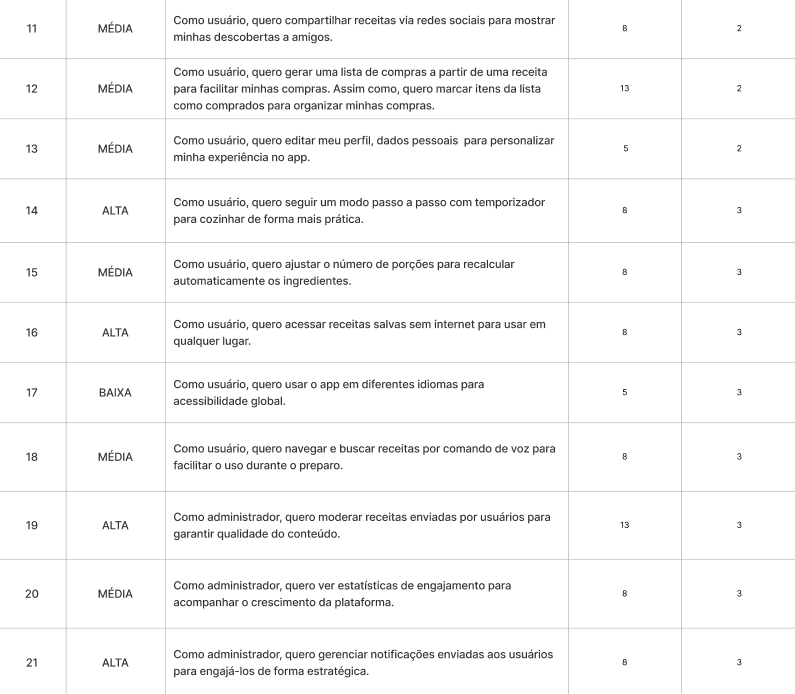 11 MÉDIA Como usuário, quero compartilhar receitas via redes sociais para mostrar 8 2
minhas descobertas a amigos.
12 MÉDIA Como usuário, quero gerar uma lista de compras a partir de uma receita 13 2
para facilitar minhas compras. Assim como, quero marcar itens da lista
como comprados para organizar minhas compras.
13 MÉDIA Como usuário, quero editar meu perfil, dados pessoais para personalizar 5 2
minha experiência no app.
14 ALTA Como usuário, quero seguir um modo passo a passo com temporizador 8 3
para cozinhar de forma mais prática.
15 MÉDIA Como usuário, quero ajustar o número de porções para recalcular 8 3
automaticamente os ingredientes.
16 ALTA Como usuário, quero acessar receitas salvas sem internet para usar em 8 3
qualquer lugar.
17 BAIXA Como usuário, quero usar o app em diferentes idiomas para 5 3
acessibilidade global.
18 MÉDIA Como usuário, quero navegar e buscar receitas por comando de voz para 8 3
facilitar o uso durante o preparo.
19 ALTA Como administrador, quero moderar receitas enviadas por usuários para 13 3
garantir qualidade do conteúdo.
20 MÉDIA Como administrador, quero ver estatísticas de engajamento para 8 3
acompanhar o crescimento da plataforma.
21 ALTA Como administrador, quero gerenciar notificações enviadas aos usuários 8 3
para engajá-los de forma estratégica.